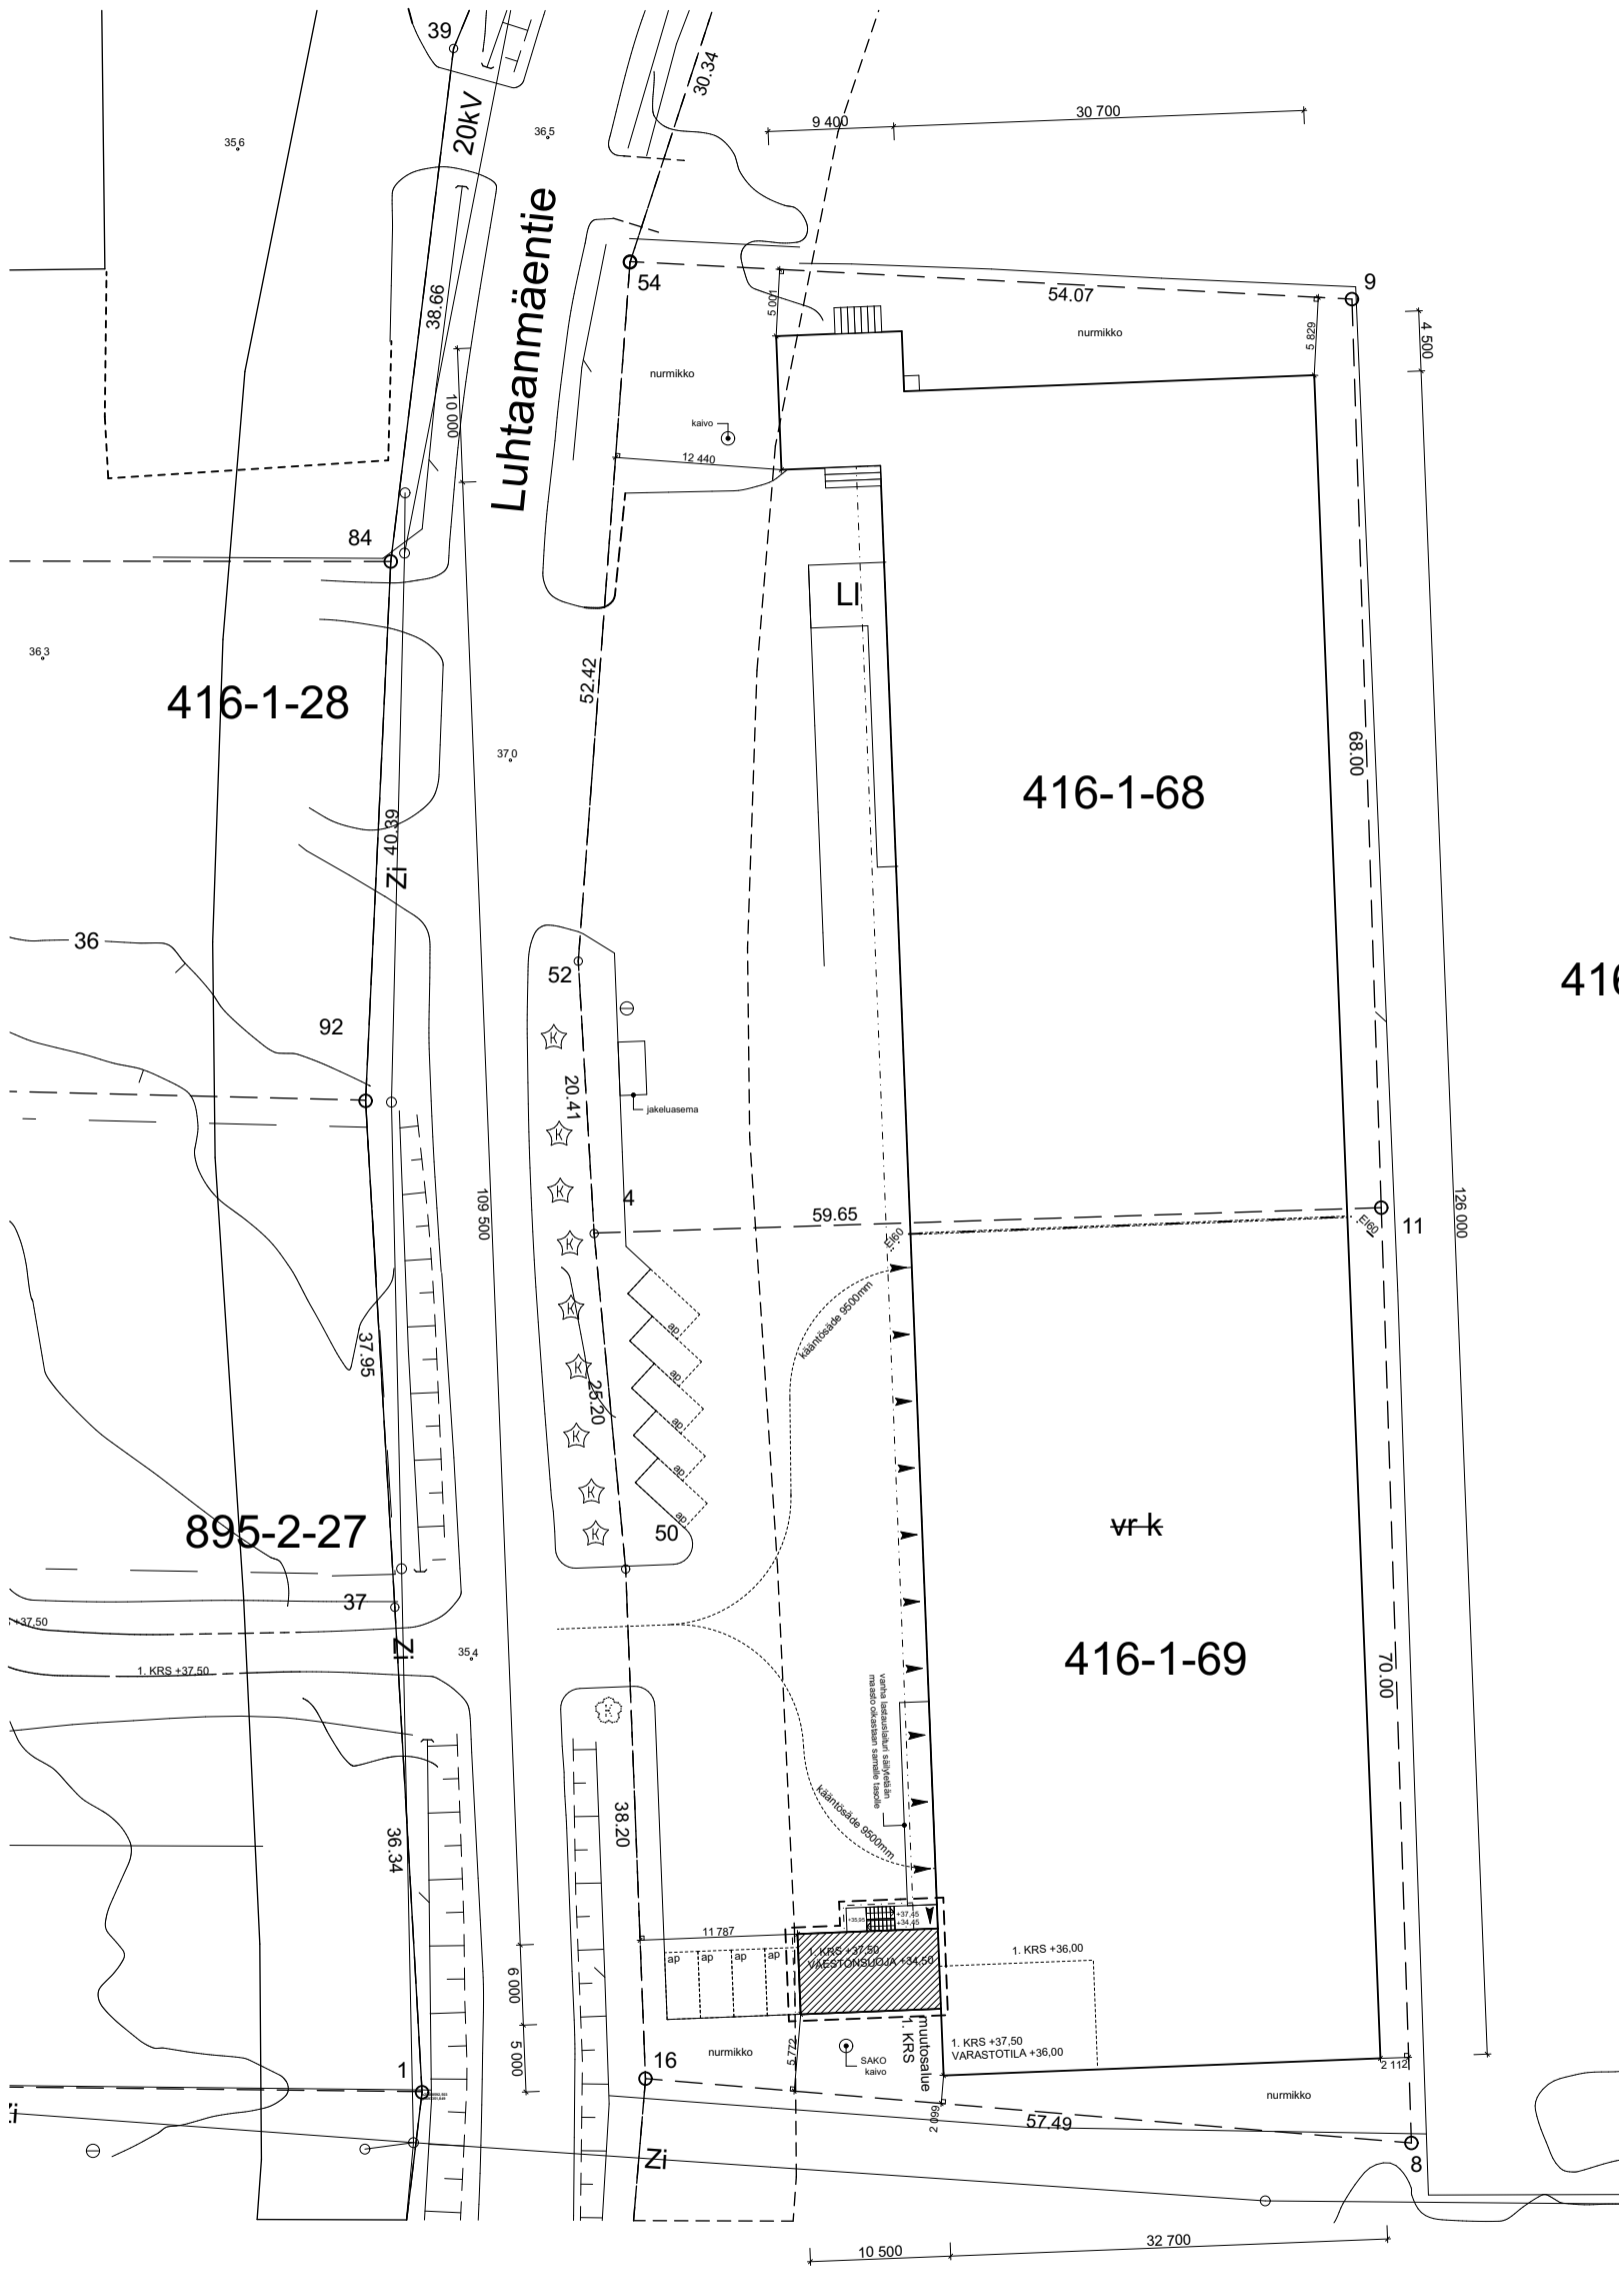 39
30.34
20kV
36.5
35.6
9 400
30 700
Luhtaanmäentie
54
54.07
9
5 001
5 829
4 500
nurmikko
nurmikko
38.66
10 000
kaivo
12 440
84
LI
36.3
416-1-28
52.42
37.0
68.00
416-1-68
Zi 40.39
36
52
416
92
20.41
jakeluasema
109 500
4
59.65
EI60
EI60
11
126 000
kääntösäde 9500mm
37.95
25.20
K
K
K
K
K
K
K
K
K
ap
ap
ap
ap
ap
50
895-2-27
vr k
37
+37,50
Zi
35.4
1. KRS +37,50
416-1-69
70.00
vanha lastauslaituri säilytetään
maasto oikaistaan samalle tasolle
38.20
36.34
kääntösäde 9500mm
11 787
+37,45
+34,45
ap
ap
ap
ap
1. KRS +37,50
VÄESTÖNSUOJA +34,50
1. KRS +36,00
6 000
5 000
1
16
nurmikko
5 772
SAKO
kaivo
muutosalue
1. KRS
1. KRS +37,50
VARASTOTILA +36,00
2 112
nurmikko
2 099
57.49
Zi
Zi
8
10 500
32 700